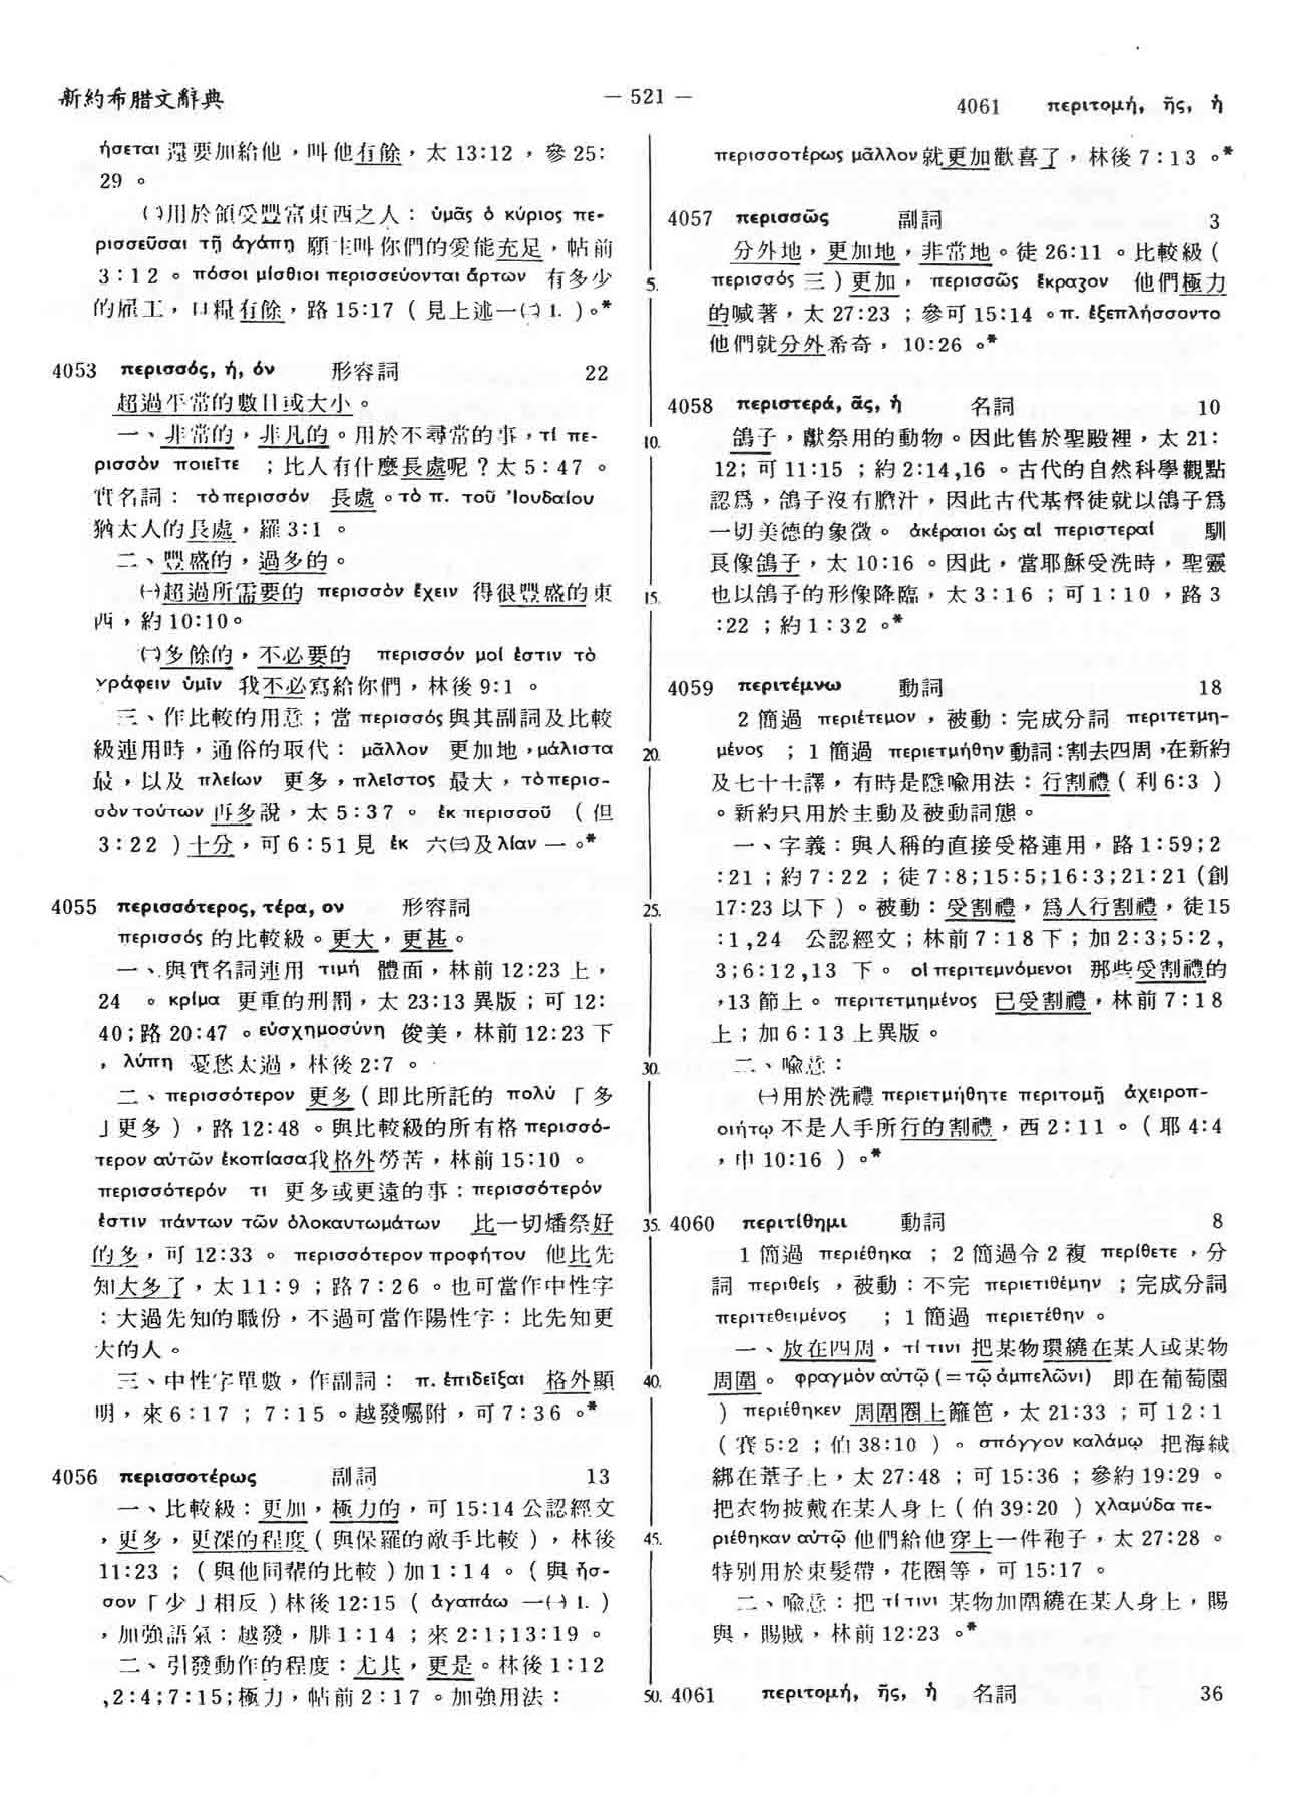 新約希腊文辭典
— 521 —
4061 περιτομή, ῆς, ἡ
ήσεται 還要加給他，叫他有餘，太 13:12 ，參 25:
29 。
㈡用於領受豐富東西之人： ὑμᾶς ὁ κύριος πε-
ρισσεῦσαι τῇ ἀγάπῃ 願主叫你們的愛能充足，帖前
3：12 。 πόσοι μίσθιοι περισσεύονται ἄρτων 有多少
的雇工，口糧有餘，路 15:17 ( 見上述一㈡ 1. )。*
4053 περισσός, ή, όν 形容詞 22
超過平常的數目或大小。
一、非常的，非凡的。用於不尋常的事，τί πε-
ρισσὸν ποιεῖτε ；比人有什麼長處呢？太 5：47 。
實名詞： τὸ περισσόν 長處。τὸ π. τοῦ Ἰουδαίου
猶太人的長處，羅 3:1 。
二、豐盛的，過多的。
㈠超過所需要的 περισσὸν ἔχειν 得很豐盛的東
西，約 10:10。
㈡多餘的，不必要的 περισσόν μοί ἐστιν τὸ
γράφειν ὑμῖν 我不必寫給你們，林後 9:1 。
三、作比較的用意；當 περισσός 與其副詞及比較
級連用時，通俗的取代： μᾶλλον 更加地，μάλιστα
最，以及 πλείων 更多，πλεῖστος 最大，τὸ περισ-
σὸν τούτων 再多說，太 5：37 。 ἐκ περισσοῦ ( 但
3：22 ) 十分，可 6：51 見 ἐκ 六㈢及 λίαν 一 。*
4055 περισσότερος, τέρα, ον 形容詞
περισσός 的比較級。更大，更甚。
一、與實名詞連用 τιμή 體面，林前 12:23 上，
24 。 κρίμα 更重的刑罰，太 23:13 異版；可 12:
40;路 20:47 。εὐσχημοσύνη 俊美，林前 12:23 下
， λύπη 憂愁太過，林後 2:7 。
二、περισσότερον 更多 ( 即比所託的 πολύ 「多
」更多 )，路 12:48 。與比較級的所有格 περισσό-
τερον αὐτῶν ἐκοπίασα我格外勞苦，林前 15:10 。
περισσότερόν τι 更多或更遠的事：περισσότερόν
ἐστιν πάντων τῶν ὁλοκαυτωμάτων 比一切燔祭好
的多，可 12:33 。 περισσότερον προφήτου 他比先
知大多了，太 11：9 ；路 7：26 。也可當作中性字
：大過先知的職份，不過可當作陽性字：比先知更
大的人。
三、中性字單數，作副詞： π. ἐπιδεῖξαι 格外顯
明，來 6：17 ；7：15 。越發囑附，可 7：36 。*
4056 περισσοτέρως 副詞 13
一、比較級：更加，極力的，可 15:14 公認經文
，更多，更深的程度 ( 與保羅的敵手比較 )，林後
11:23 ；( 與他同輩的比較 ) 加 1：14 。( 與 ἧσ-
σον「少」相反 ) 林後 12:15 ( ἀγαπάω 一㈠ 1. )
，加強語氣：越發，腓 1：14 ；來 2:1;13:19 。
二、引發動作的程度：尤其，更是。林後 1：12
,2:4;7:15;極力，帖前 2：17 。加強用法：
περισσοτέρως μᾶλλον 就更加歡喜了，林後 7：13 。*
4057 περισσῶς 副詞 3
分外地，更加地，非常地。徒 26:11 。比較級 (
περισσός 三 ) 更加， περισσῶς ἔκραζον 他們極力
5.
的喊著，太 27:23 ；參可 15:14 。π. ἐξεπλήσσοντο
他們就分外希奇，10:26 。*
4058 περιστερά, ᾶς, ἡ 名詞 10
10.
鴿子，獻祭用的動物。因此售於聖殿裡，太 21:
12; 可 11:15 ；約 2:14,16 。古代的自然科學觀點
認為，鴿子沒有膽汁，因此古代基督徒就以鴿子為
一切美德的象徵。 ἀκέραιοι ὡς αἱ περιστεραί 馴
良像鴿子，太 10:16 。因此，當耶穌受洗時，聖靈
15.
也以鴿子的形像降臨，太 3：16 ；可 1：10 ，路 3
:22 ；約 1：32 。*
4059 περιτέμνω 動詞 18
2 簡過 περιέτεμον ，被動：完成分詞 περιτετμη-
20.
μένος ；1 簡過 περιετμήθην 動詞：割去四周，在新約
及七十士譯，有時是隱喩用法：行割禮 ( 利 6:3 )
。新約只用於主動及被動詞態。
一、字義：與人稱的直接受格連用，路 1：59;2
:21 ；約 7：22 ；徒 7:8;15:5;16:3;21:21 (創
25.
17:23 以下 )。被動：受割禮，爲人行割禮，徒15
:1,24 公認經文；林前 7：18 下；加 2:3;5:2,
3;6:12,13 下。 οἱ περιτεμνόμενοι 那些受割禮的
，13 節上。 περιτετμημένος 已受割禮，林前 7：18
上；加 6：13 上異版。
30.
二、喩意：
㈠用於洗禮 περιετμήθητε περιτομῇ ἀχειροπ-
οιήτῳ 不是人手所行的割禮，西 2：11 。( 耶 4:4
，申 10:16 ) 。*
35.
4060 περιτίθημι 動詞 8
1 簡過 περιέθηκα ；2 簡過令 2 複 περίθετε ，分
詞 περιθείς ，被動：不完 περιετιθέμην ；完成分詞
περιτεθειμένος ；1 簡過 περιετέθην 。
一、放在四周，τί τινι 把某物環繞在某人或某物
40.
周圍。 φραγμὸν αὐτῷ (＝τῷ ἀμπελῶνι) 即在葡萄園
) περιέθηκεν 周圍圈上籬笆，太 21:33 ；可 12：1
( 賽 5:2 ；伯 38:10 )。 σπόγγον καλάμῳ 把海絨
綁在葦子上，太 27:48 ；可 15:36 ；參約 19:29 。
把衣物披戴在某人身上 ( 伯 39:20 ) χλαμύδα πε-
45.
ριέθηκαν αὐτῷ 他們給他穿上一件袍子，太 27:28 。
特別用於束髮帶，花圈等，可 15:17 。
二、喩意：把 τί τινι 某物加圍繞在某人身上，賜
與，賜賊，林前 12:23 。*
50.
4061 περιτομή, ῆς, ἡ 名詞 36